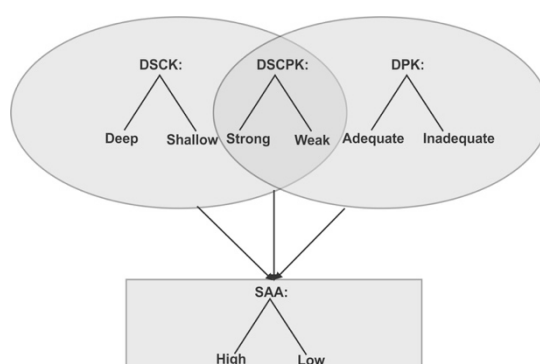 DSCK: DSCPK: DPK:
Deep Shallow Strong Weak Adequate Inadequate
SAA:
High Low